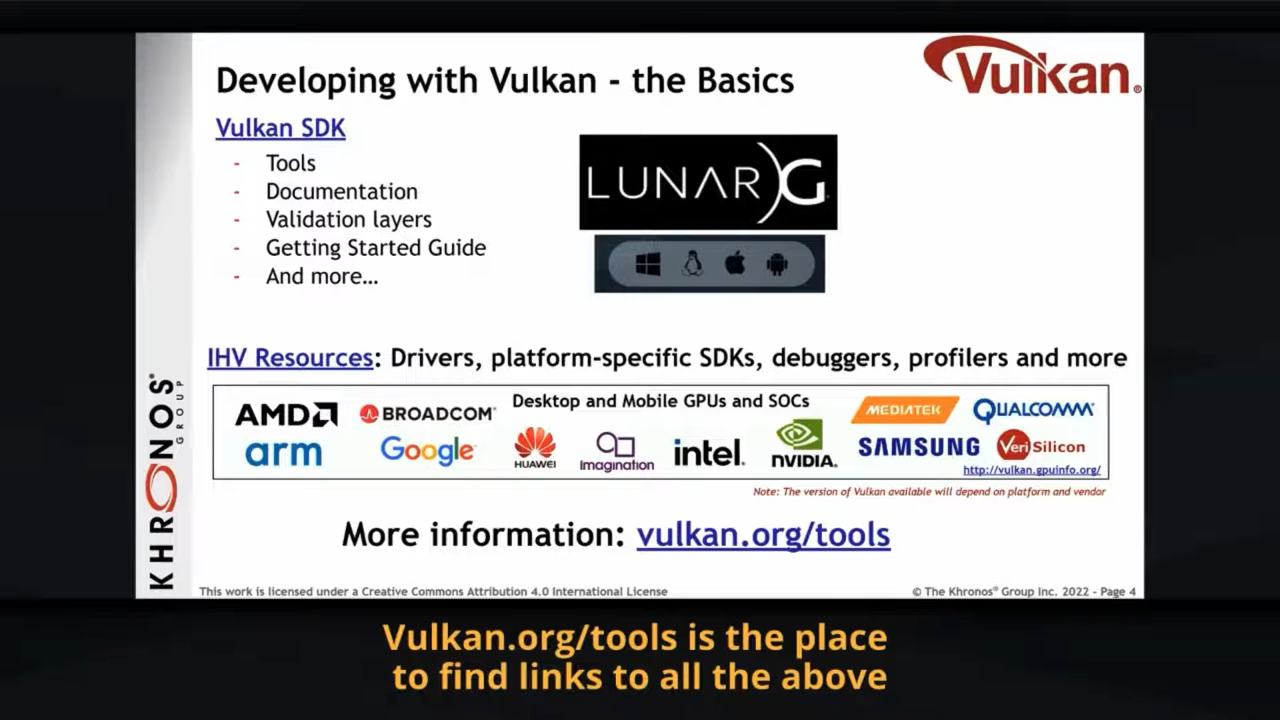 Developing with Vulkan - the Basics
Vulkan®
Vulkan SDK
- Tools
- Documentation
- Validation layers
- Getting Started Guide
- And more...
LUNAR)G
IHV Resources: Drivers, platform-specific SDKs, debuggers, profilers and more
Desktop and Mobile GPUs and SOCs
AMD
BROADCOM®
MEDIATEK
QUALCOMM®
arm
Google
HUAWEI
Imagination
intel.
NVIDIA.
SAMSUNG
VeriSilicon
http://vulkan.gpuinfo.org/
Note: The version of Vulkan available will depend on platform and vendor
More information: vulkan.org/tools
KHRONOS®
GROUP
This work is licensed under a Creative Commons Attribution 4.0 International License
© The Khronos® Group Inc. 2022 - Page 4
Vulkan.org/tools is the place
to find links to all the above